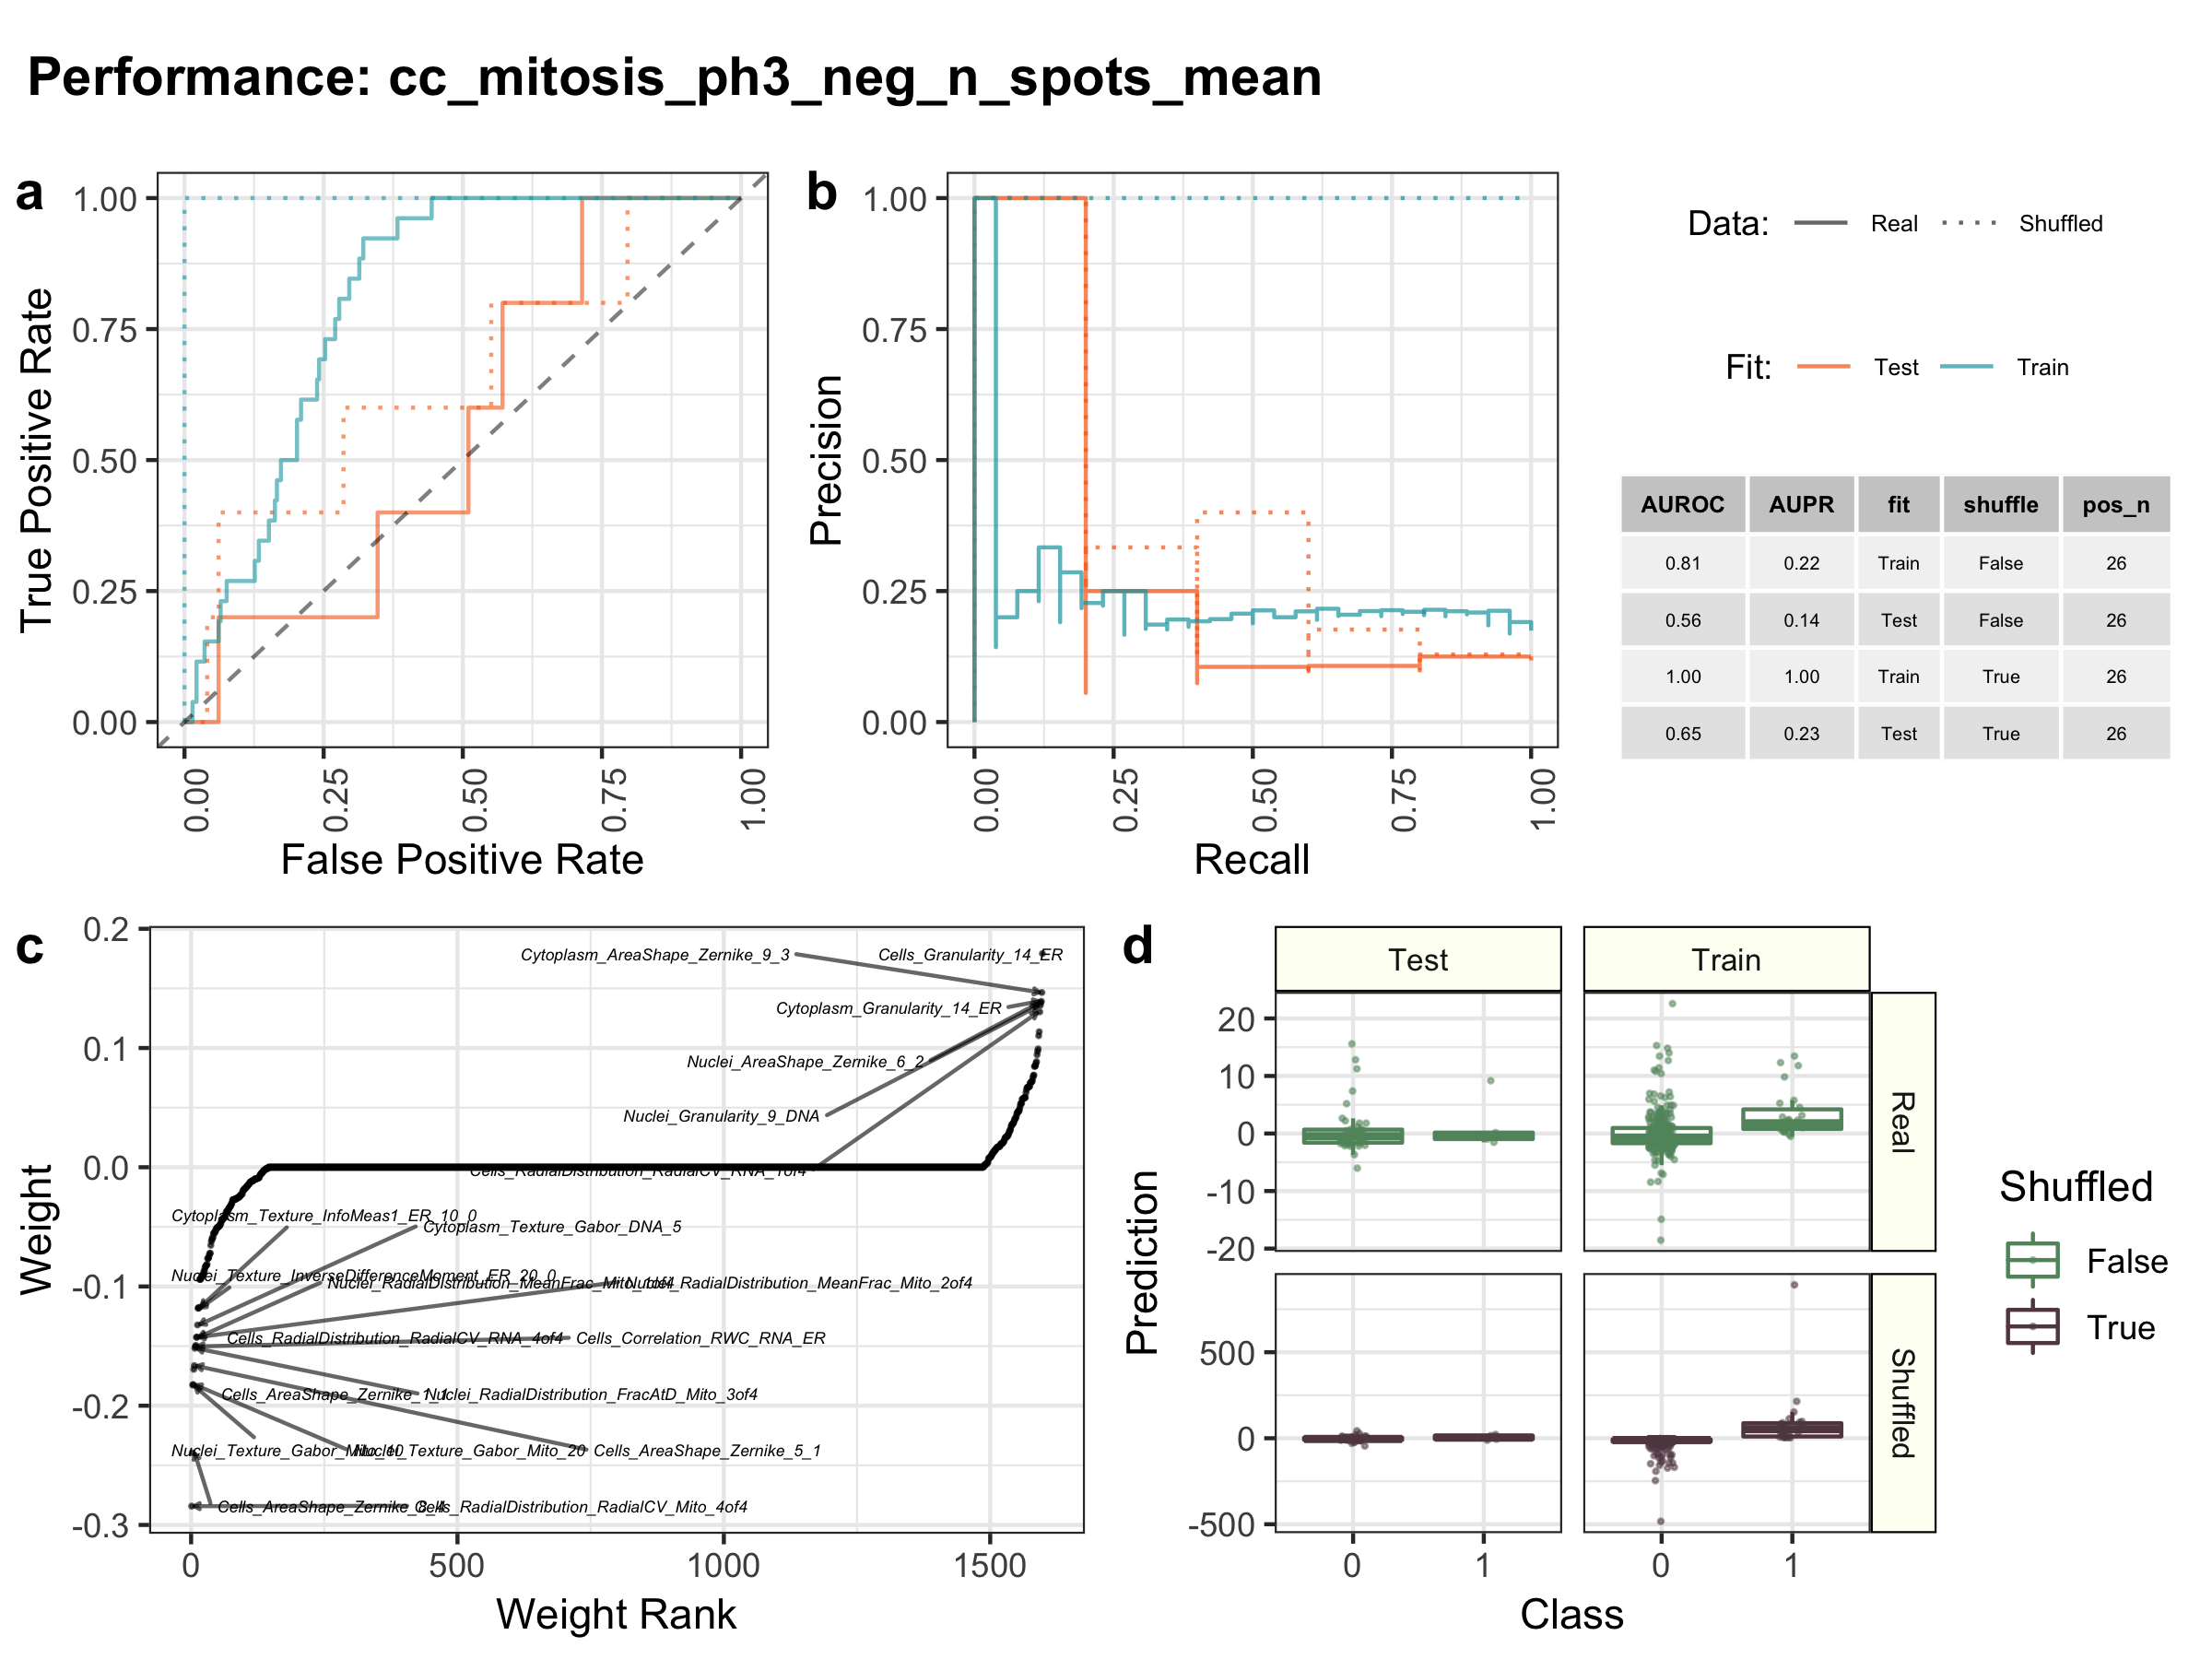 Performance: cc_mitosis_ph3_neg_n_spots_mean
a
1.00
0.75
0.50
0.25
0.00
True Positive Rate
0.00 0.25 0.50 0.75 1.00
False Positive Rate
b
1.00
0.75
0.50
0.25
0.00
Precision
0.00 0.25 0.50 0.75 1.00
Recall
Data: Real Shuffled
Fit: Test Train
AUROC AUPR fit shuffle pos_n
0.81 0.22 Train False 26
0.56 0.14 Test False 26
1.00 1.00 Train True 26
0.65 0.23 Test True 26
c
0.2
0.1
0.0
-0.1
-0.2
-0.3
Weight
Cytoplasm_AreaShape_Zernike_9_3
Cells_Granularity_14_ER
Cytoplasm_Granularity_14_ER
Nuclei_AreaShape_Zernike_6_2
Nuclei_Granularity_9_DNA
Cells_RadialDistribution_RadialCV_RNA_1of4
Cytoplasm_Texture_InfoMeas1_ER_10_0
Cytoplasm_Texture_Gabor_DNA_5
Nuclei_Texture_InverseDifferenceMoment_ER_20_0
Nuclei_RadialDistribution_MeanFrac_Mito_1of4
Nuclei_RadialDistribution_MeanFrac_Mito_2of4
Cells_RadialDistribution_RadialCV_RNA_4of4
Cells_Correlation_RWC_RNA_ER
Cells_AreaShape_Zernike_1_1
Nuclei_RadialDistribution_FracAtD_Mito_3of4
Nuclei_Texture_Gabor_Mito_10
Nuclei_Texture_Gabor_Mito_20
Cells_AreaShape_Zernike_5_1
Cells_AreaShape_Zernike_8_4
Cells_RadialDistribution_RadialCV_Mito_4of4
0 500 1000 1500
Weight Rank
d
Test Train
20
10
0
-10
-20
Real
500
0
-500
Shuffled
Prediction
0 1 0 1
Class
Shuffled
False
True